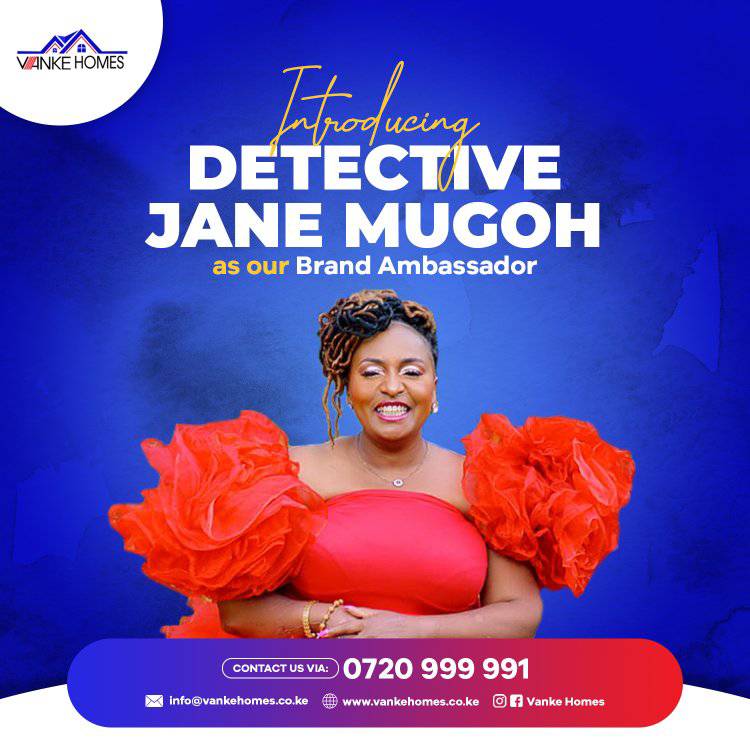 VANKE HOMES
Introducing
DETECTIVE
JANE MUGOH
as our Brand Ambassador
CONTACT US VIA: 0720 999 991
info@vankehomes.co.ke www.vankehomes.co.ke Vanke Homes